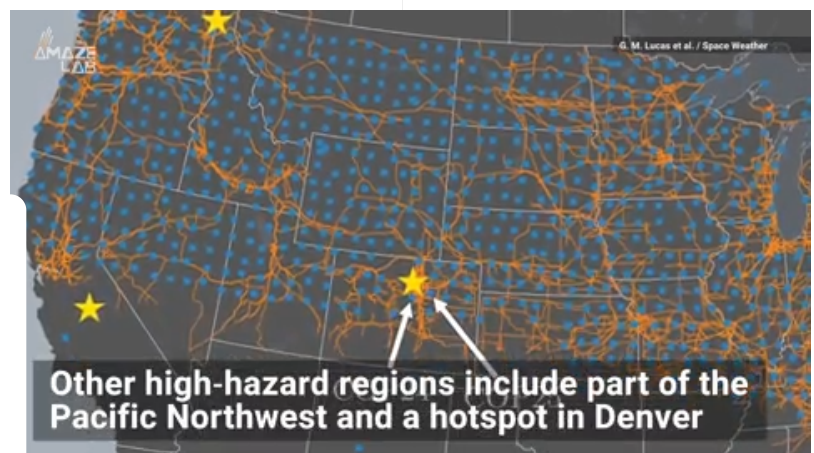 AMAZE
LAB
G. M. Lucas et al. / Space Weather
Other high-hazard regions include part of the
Pacific Northwest and a hotspot in Denver